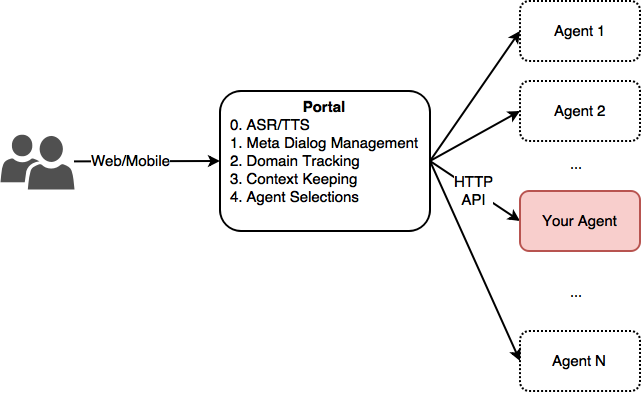 Web/Mobile
Portal
0. ASR/TTS
1. Meta Dialog Management
2. Domain Tracking
3. Context Keeping
4. Agent Selections
HTTP
API
Agent 1
Agent 2
...
Your Agent
...
Agent N